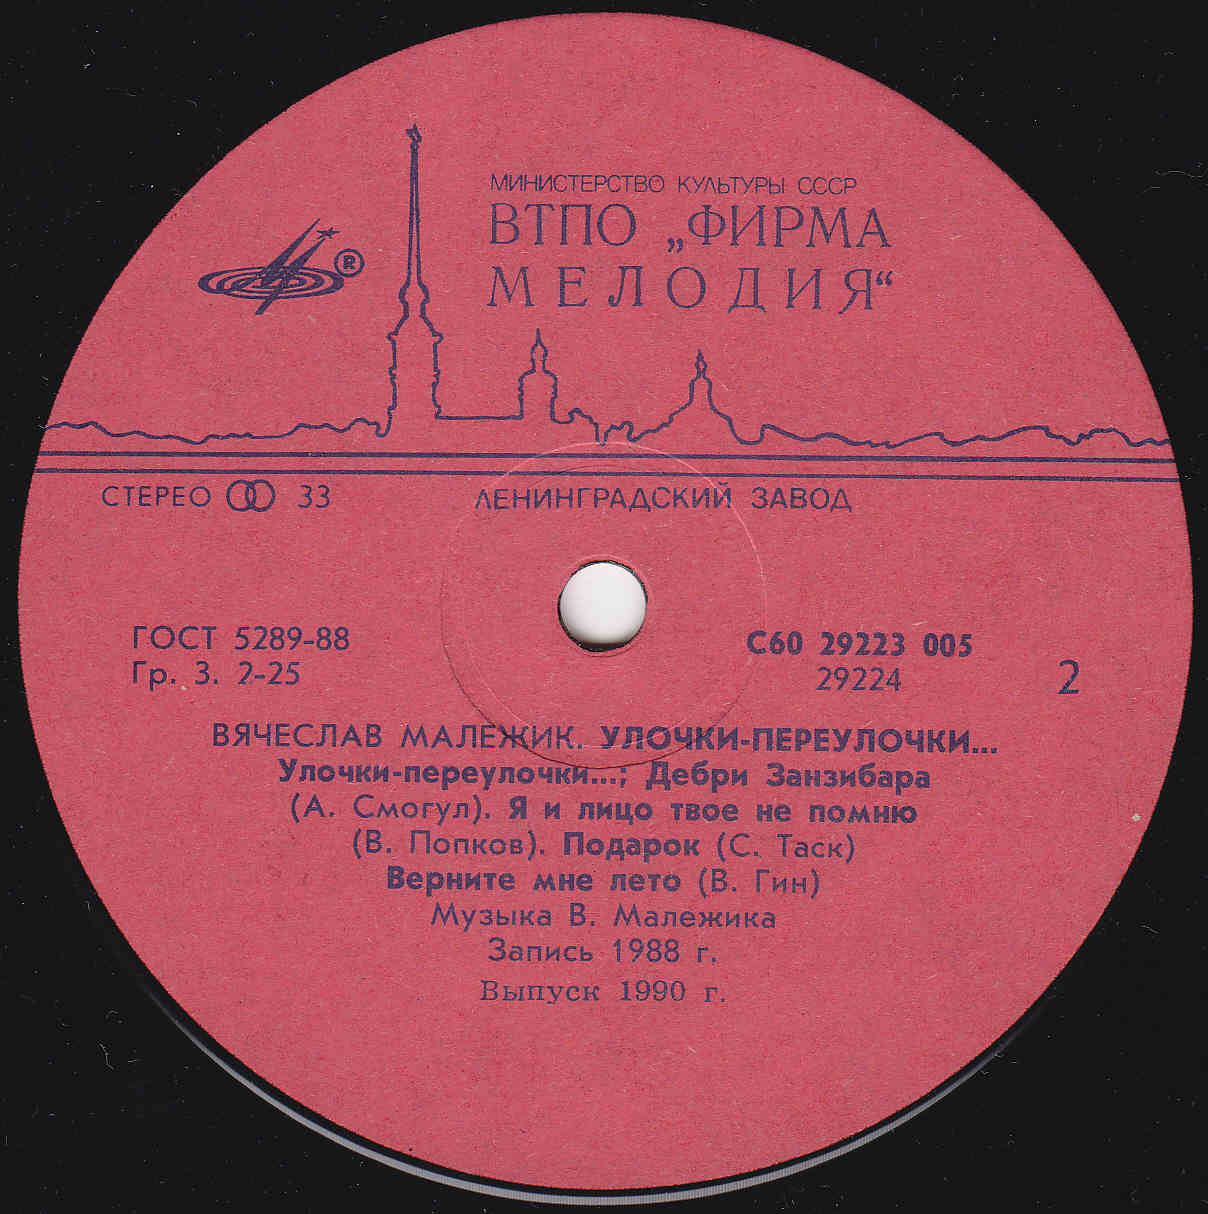 МИНИСТЕРСТВО КУЛЬТУРЫ СССР
ВТПО „ФИРМА
МЕЛОДИЯ“
®
СТЕРЕО 33
ЛЕНИНГРАДСКИЙ ЗАВОД
ГОСТ 5289-88
Гр. 3. 2-25
С60 29223 005
29224
2
ВЯЧЕСЛАВ МАЛЕЖИК. УЛОЧКИ-ПЕРЕУЛОЧКИ...
Улочки-переулочки...; Дебри Занзибара
(А. Смогул). Я и лицо твое не помню
(В. Попков). Подарок (С. Таск)
Верните мне лето (В. Гин)
Музыка В. Малежика
Запись 1988 г.
Выпуск 1990 г.